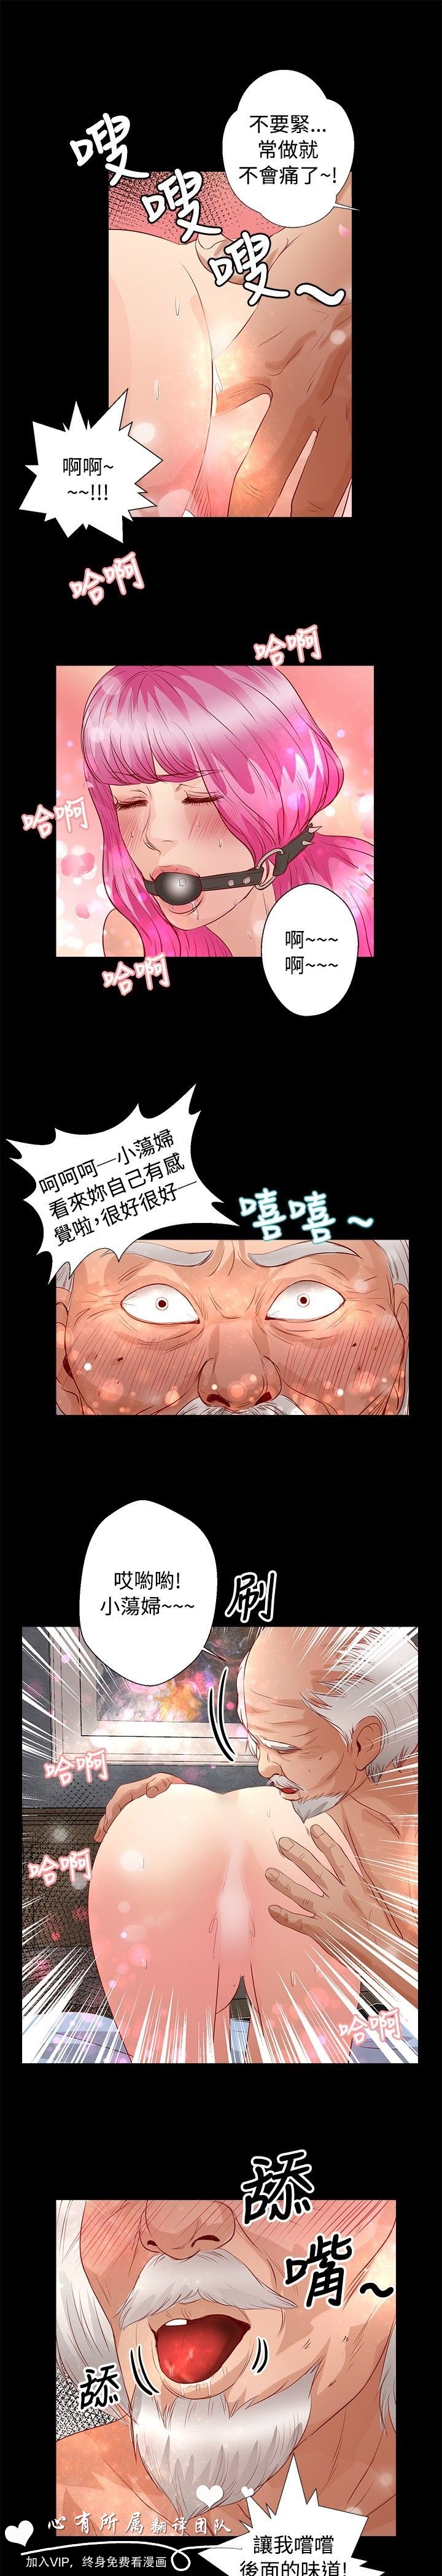 不要緊…
常做就
不會痛了~!
嗖
嗖
嗖~
啊啊~
~~!!!
哈啊
哈啊
哈啊
哈啊
啊~~~
啊~~~
呵呵呵—小蕩婦
看來妳自己有感
覺啦,很好很好—
嘻嘻~
哎喲喲!
小蕩婦~~~
刷
哈啊
哈啊
哈啊
舔
嘴~
舔
心有所属翻译团队
加入VIP，终身免费看漫画
讓我嚐嚐
後面的味道!